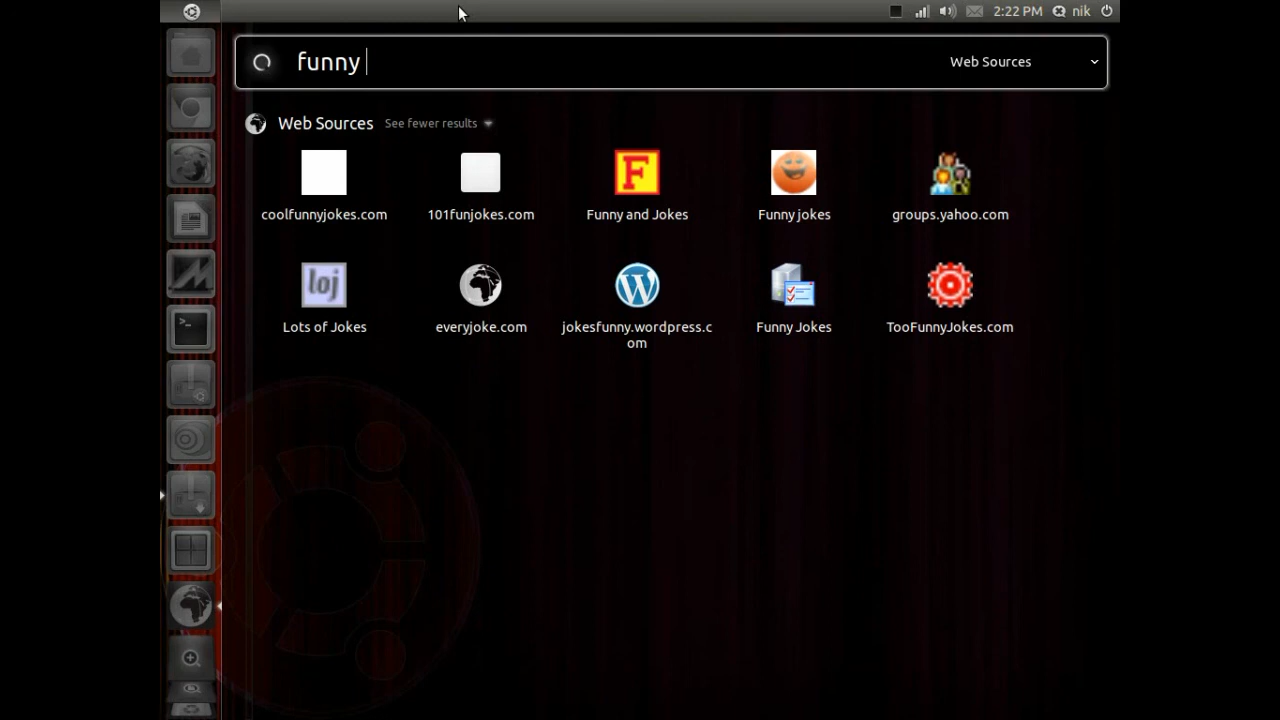 2:22 PM nik
funny
Web Sources
Web Sources See fewer results
F
coolfunnyjokes.com 101funjokes.com Funny and Jokes Funny jokes groups.yahoo.com
loj
Lots of Jokes everyjoke.com jokesfunny.wordpress.c Funny Jokes TooFunnyJokes.com
om